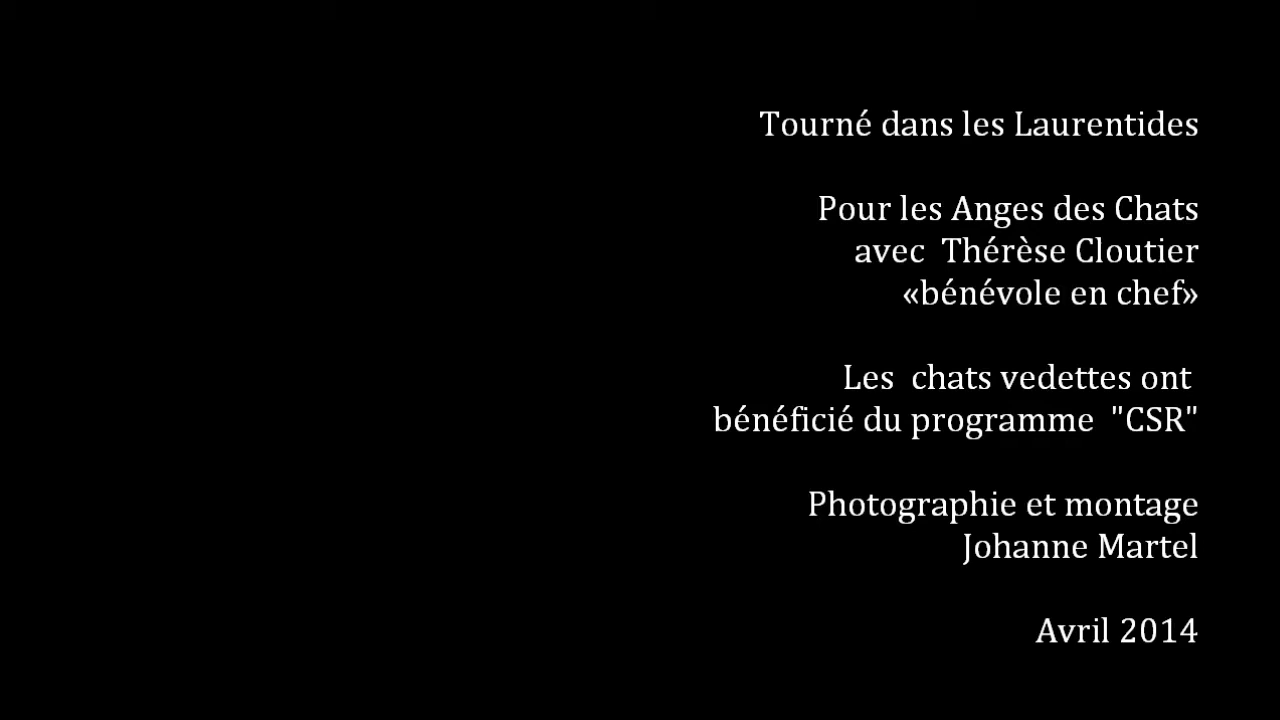 Tourné dans les Laurentides
Pour les Anges des Chats
avec  Thérèse Cloutier
«bénévole en chef»
Les  chats vedettes ont
bénéficié du programme  "CSR"
Photographie et montage
Johanne Martel
Avril 2014